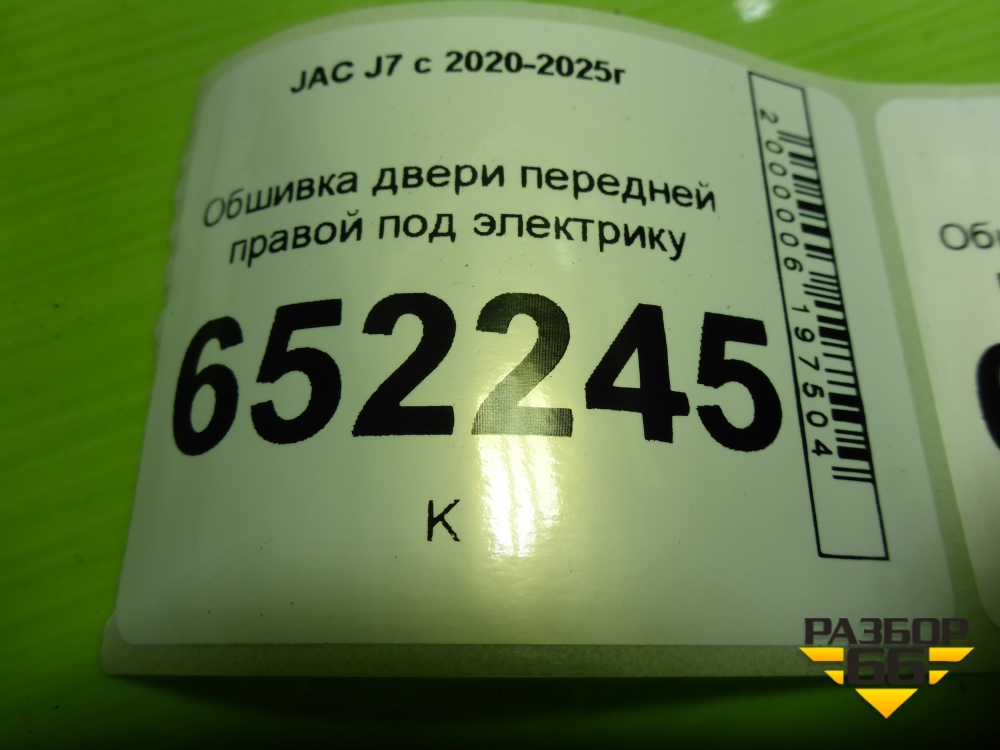 JAC J7 с 2020-2025г
Обшивка двери передней
правой под электрику
652245
К
2000006197504
РАЗБОР
66